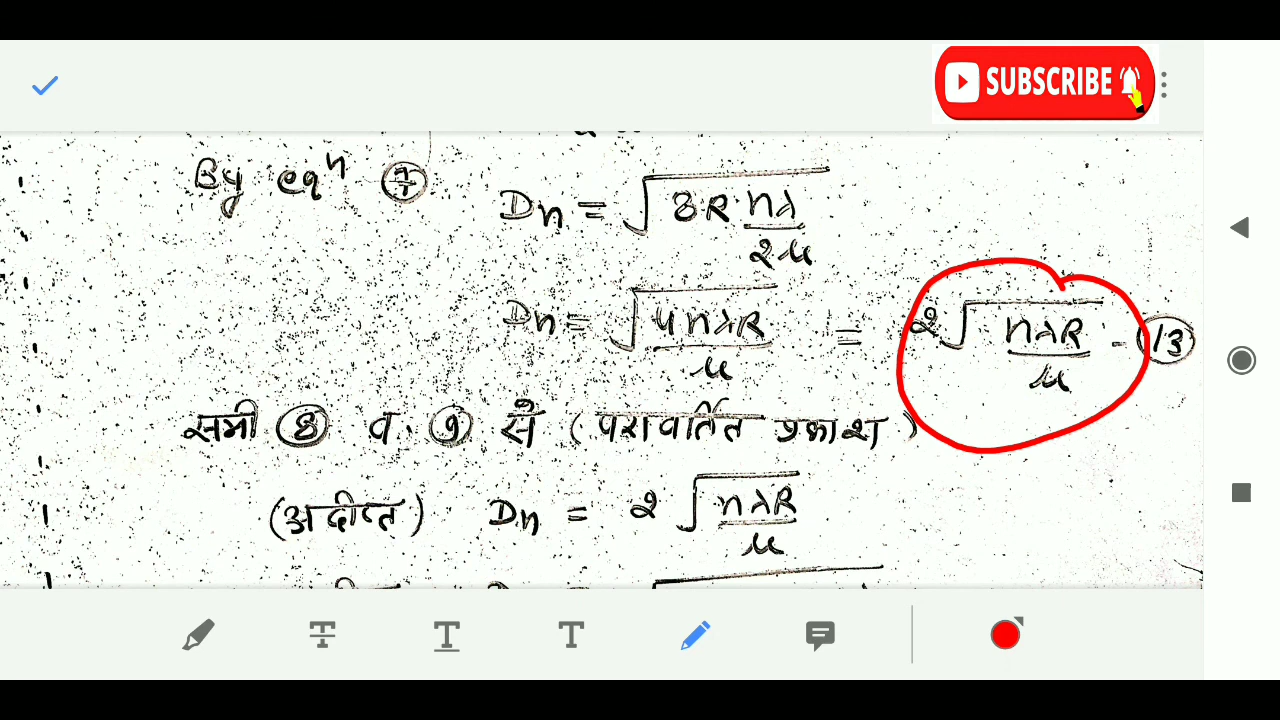 SUBSCRIBE
By eqⁿ ⑦ Dn = √(8R nλ/2μ)
Dn = √(4nλR/μ) = 2√(nλR/μ) - ⑬
समी ⑧ व ⑨ से (परावर्तित प्रकाश)
(अदीप्त) Dn = 2√(nλR/μ)
T T T